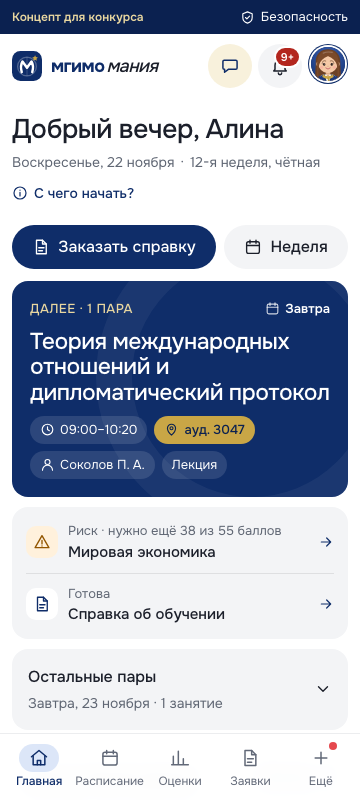 Концепт для конкурса
Безопасность
М мгимо мания
9+
Добрый вечер, Алина
Воскресенье, 22 ноября · 12-я неделя, чётная
С чего начать?
Заказать справку
Неделя
ДАЛЕЕ · 1 ПАРА
Завтра
Теория международных
отношений и
дипломатический протокол
09:00–10:20
ауд. 3047
Соколов П. А.
Лекция
Риск · нужно ещё 38 из 55 баллов
Мировая экономика
Готова
Справка об обучении
Остальные пары
Завтра, 23 ноября · 1 занятие
Главная
Расписание
Оценки
Заявки
Ещё